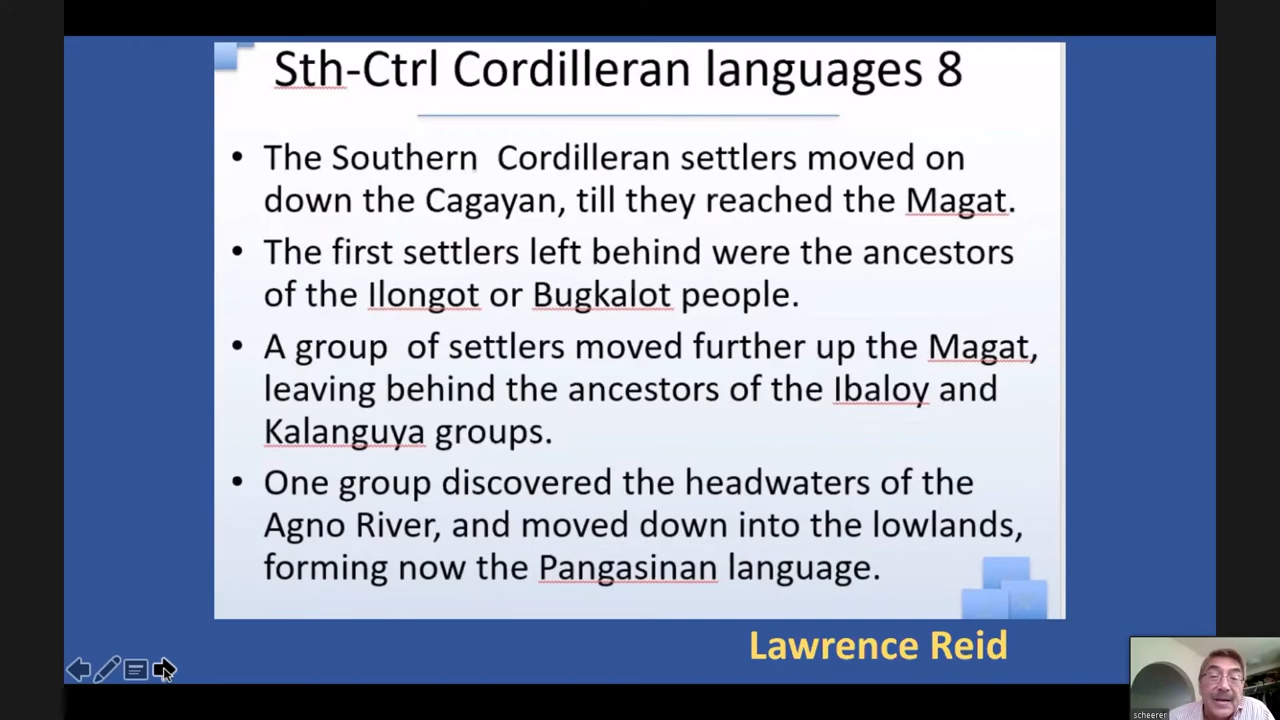 Sth-Ctrl Cordilleran languages 8
• The Southern  Cordilleran settlers moved on
down the Cagayan, till they reached the Magat.
• The first settlers left behind were the ancestors
of the Ilongot or Bugkalot people.
• A group  of settlers moved further up the Magat,
leaving behind the ancestors of the Ibaloy and
Kalanguya groups.
• One group discovered the headwaters of the
Agno River, and moved down into the lowlands,
forming now the Pangasinan language.
Lawrence Reid
scheerer